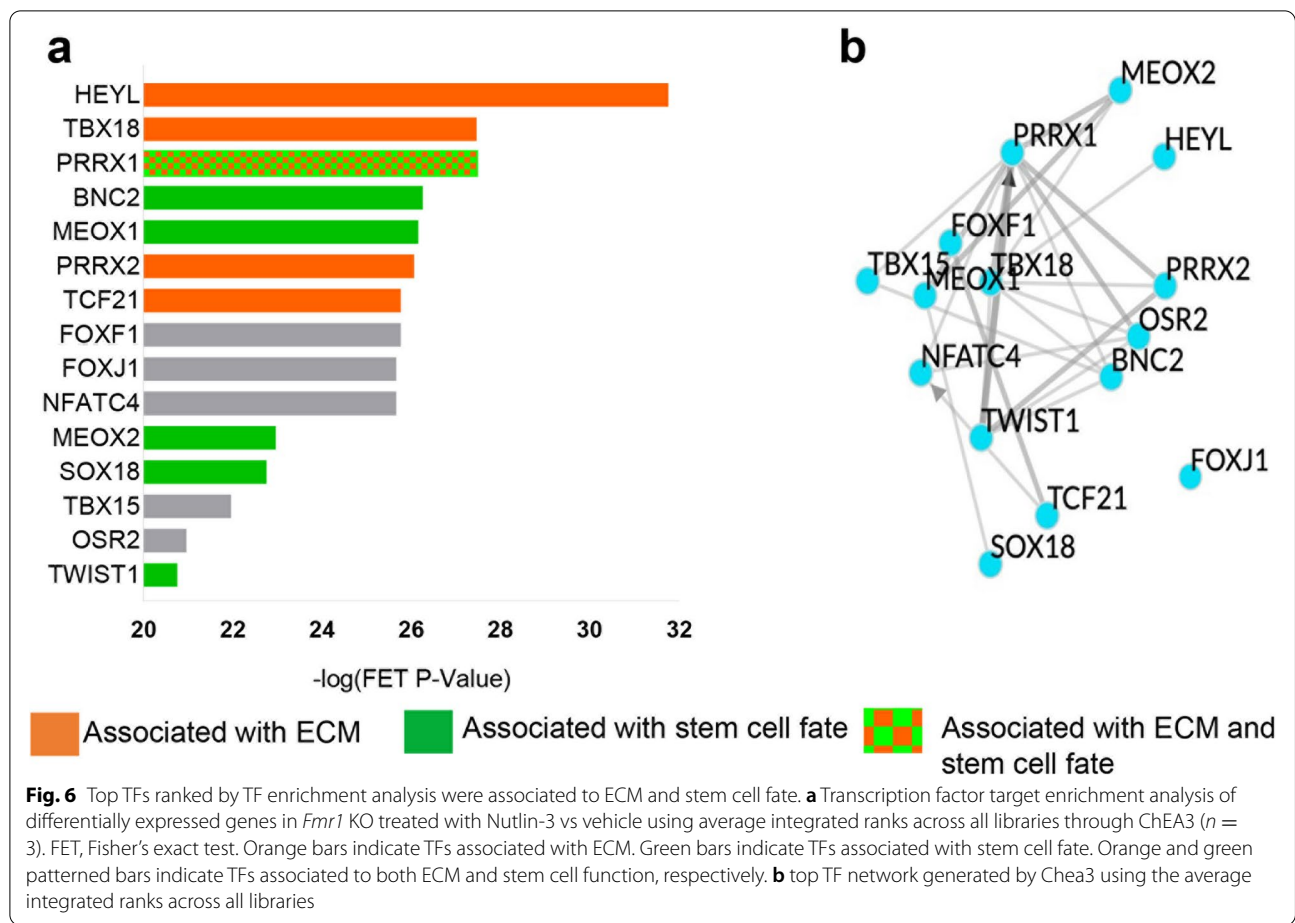 a
HEYL
TBX18
PRRX1
BNC2
MEOX1
PRRX2
TCF21
FOXF1
FOXJ1
NFATC4
MEOX2
SOX18
TBX15
OSR2
TWIST1
20 22 24 26 28 30 32
-log(FET P-Value)
b
MEOX2
PRRX1
HEYL
FOXF1
TBX15
TBX18
MEOX1
PRRX2
OSR2
NFATC4
BNC2
TWIST1
FOXJ1
TCF21
SOX18
Associated with ECM
Associated with stem cell fate
Associated with ECM and
stem cell fate
Fig. 6 Top TFs ranked by TF enrichment analysis were associated to ECM and stem cell fate. a Transcription factor target enrichment analysis of
differentially expressed genes in Fmr1 KO treated with Nutlin-3 vs vehicle using average integrated ranks across all libraries through ChEA3 (n =
3). FET, Fisher's exact test. Orange bars indicate TFs associated with ECM. Green bars indicate TFs associated with stem cell fate. Orange and green
patterned bars indicate TFs associated to both ECM and stem cell function, respectively. b top TF network generated by Chea3 using the average
integrated ranks across all libraries